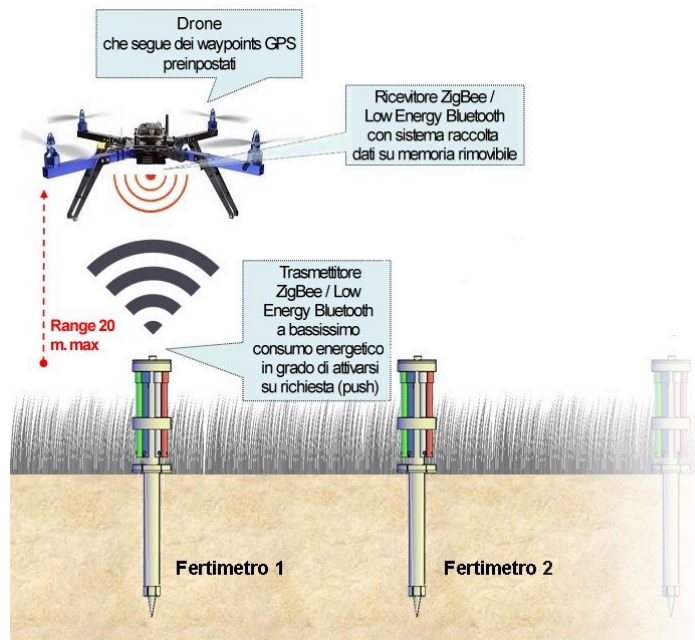 Drone
che segue dei waypoints GPS
preinpostati
Ricevitore ZigBee /
Low Energy Bluetooth
con sistema raccolta
dati su memoria rimovibile
Trasmettitore
ZigBee / Low
Energy Bluetooth
a bassissimo
consumo energetico
in grado di attivarsi
su richiesta (push)
Range 20
m. max
Fertimetro 1
Fertimetro 2